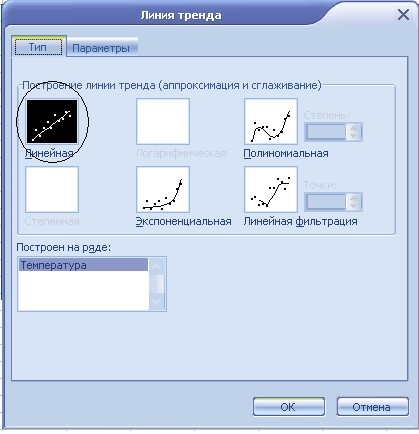 Линия тренда
Тип Параметры
Построение линии тренда (аппроксимация и сглаживание)
Линейная Логарифмическая Полиномиальная Степень:
Степенная Экспоненциальная Линейная фильтрация Точки:
Построен на ряде:
Температура
ОК Отмена